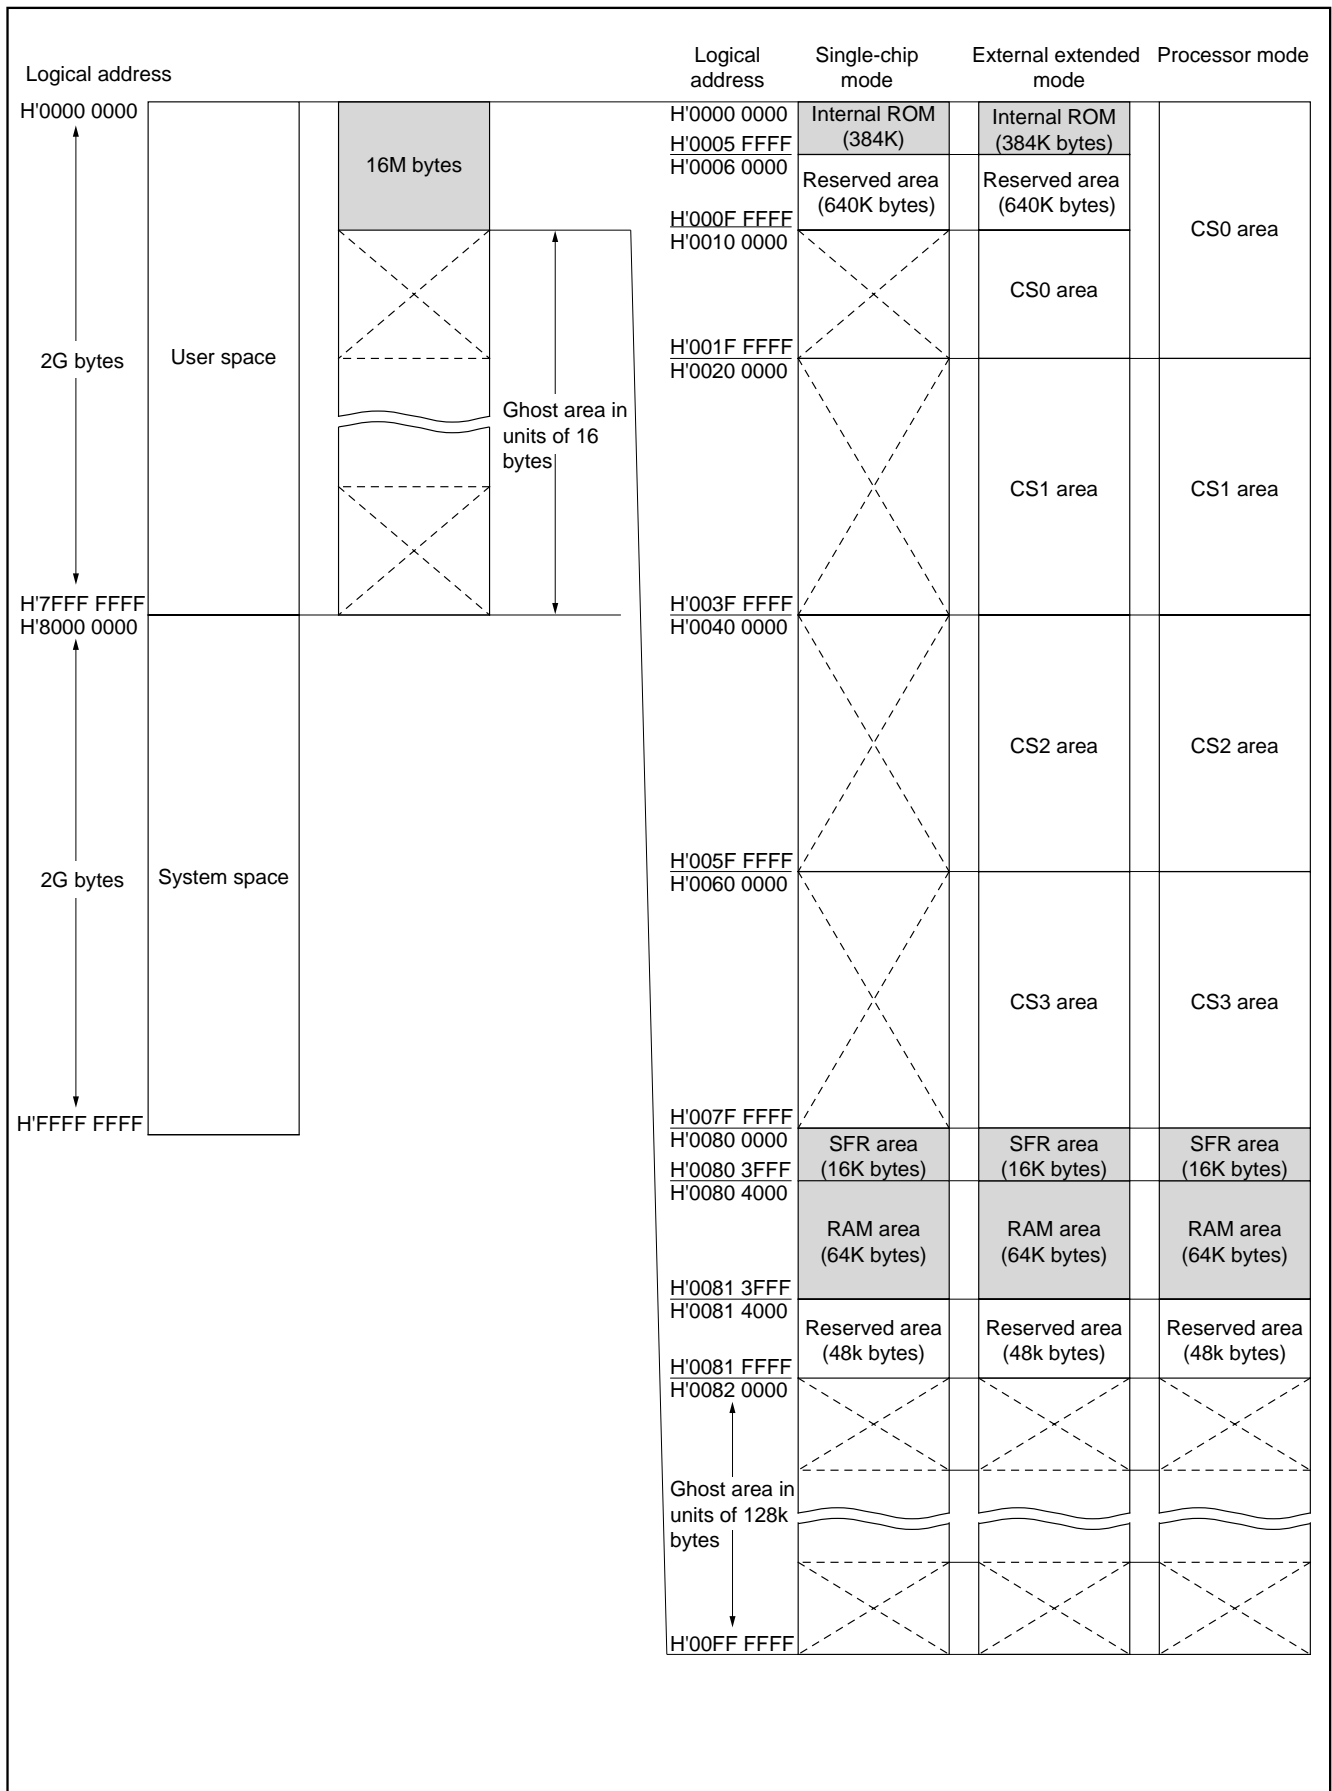 Logical address
H'0000 0000
2G bytes
H'7FFF FFFF
H'8000 0000
2G bytes
H'FFFF FFFF
User space
System space
16M bytes
Ghost area in
units of 16
bytes
Logical
address
H'0000 0000
H'0005 FFFF
H'0006 0000
H'000F FFFF
H'0010 0000
H'001F FFFF
H'0020 0000
H'003F FFFF
H'0040 0000
H'005F FFFF
H'0060 0000
H'007F FFFF
H'0080 0000
H'0080 3FFF
H'0080 4000
H'0081 3FFF
H'0081 4000
H'0081 FFFF
H'0082 0000
Ghost area in
units of 128k
bytes
H'00FF FFFF
Single-chip
mode
Internal ROM
(384K)
Reserved area
(640K bytes)
SFR area
(16K bytes)
RAM area
(64K bytes)
Reserved area
(48k bytes)
External extended
mode
Internal ROM
(384K bytes)
Reserved area
(640K bytes)
CS0 area
CS1 area
CS2 area
CS3 area
SFR area
(16K bytes)
RAM area
(64K bytes)
Reserved area
(48k bytes)
Processor mode
CS0 area
CS1 area
CS2 area
CS3 area
SFR area
(16K bytes)
RAM area
(64K bytes)
Reserved area
(48k bytes)